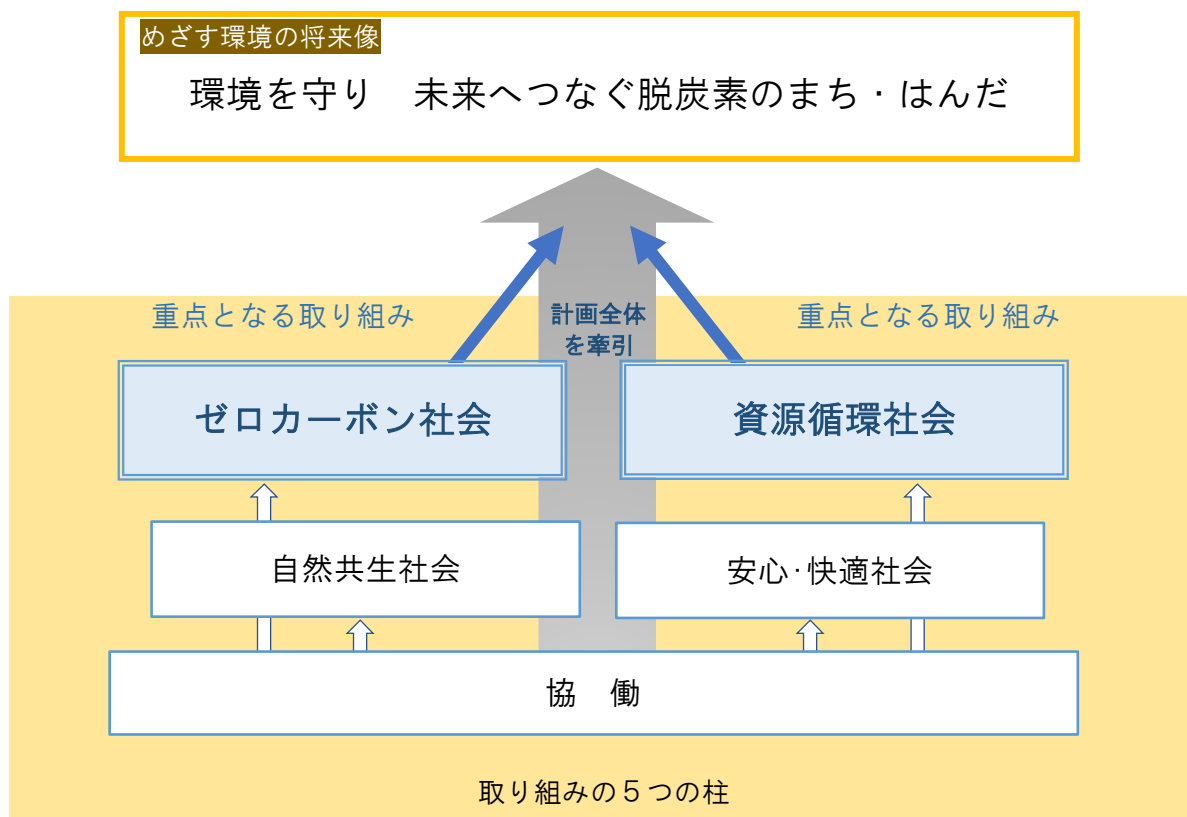 めざす環境の将来像
環境を守り　未来へつなぐ脱炭素のまち・はんだ
重点となる取り組み
計画全体
を牽引
重点となる取り組み
ゼロカーボン社会
資源循環社会
自然共生社会
安心･快適社会
協　働
取り組みの５つの柱